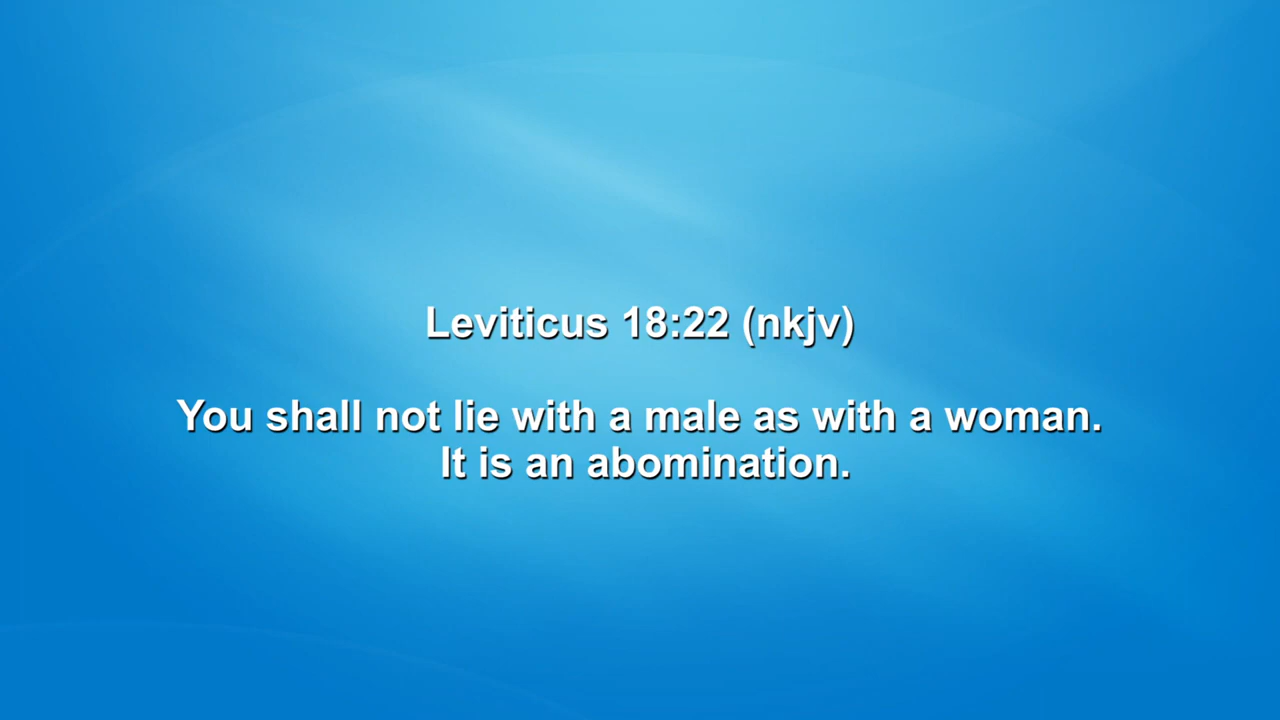 Leviticus 18:22 (nkjv)
You shall not lie with a male as with a woman.
It is an abomination.